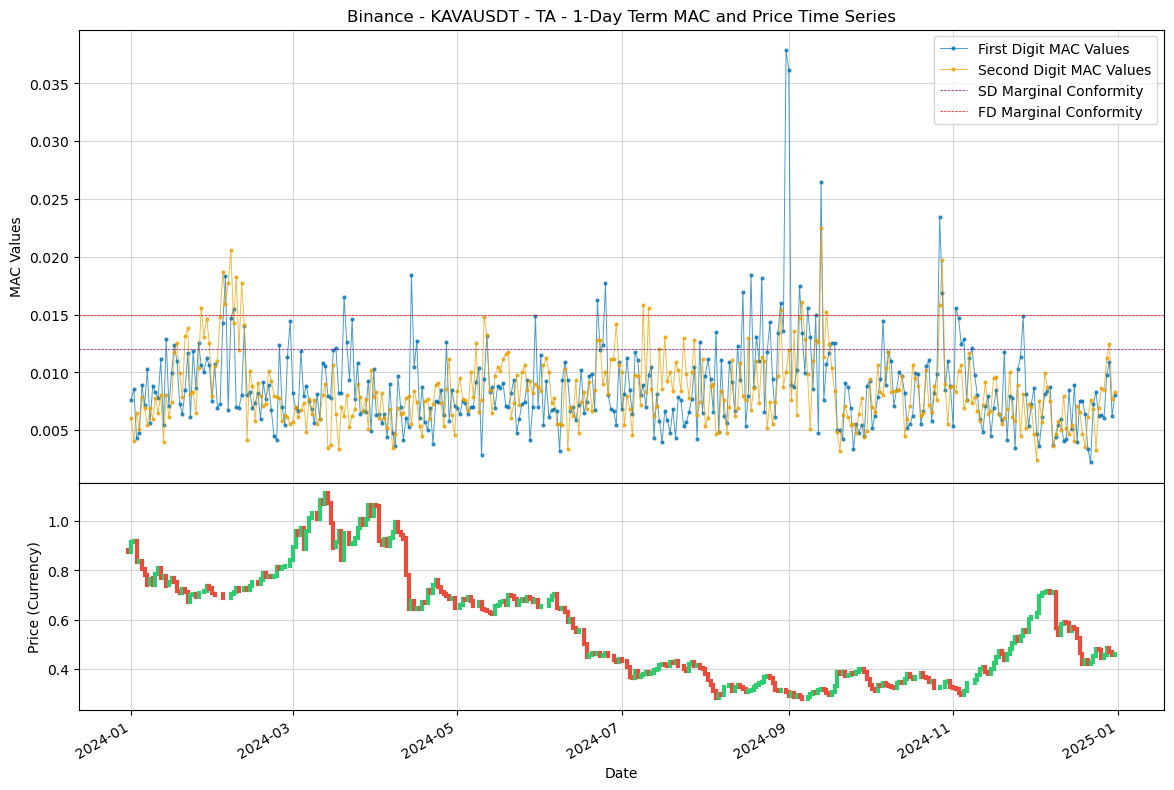 Binance - KAVAUSDT - TA - 1-Day Term MAC and Price Time Series
First Digit MAC Values
Second Digit MAC Values
SD Marginal Conformity
FD Marginal Conformity
MAC Values
0.035
0.030
0.025
0.020
0.015
0.010
0.005
Price (Currency)
1.0
0.8
0.6
0.4
2024-01
2024-03
2024-05
2024-07
2024-09
2024-11
2025-01
Date